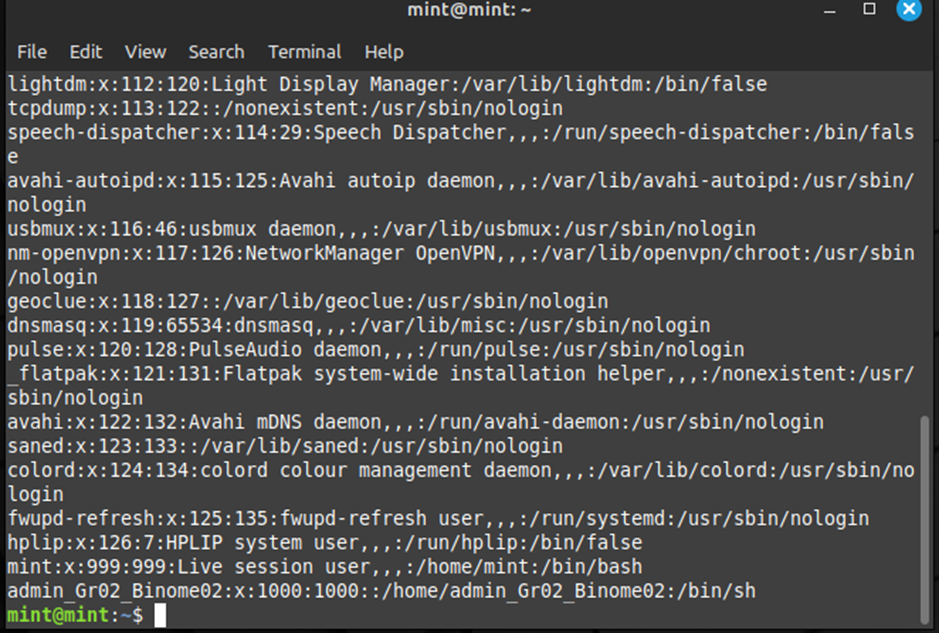 mint@mint: ~
File Edit View Search Terminal Help
lightdm:x:112:120:Light Display Manager:/var/lib/lightdm:/bin/false
tcpdump:x:113:122::/nonexistent:/usr/sbin/nologin
speech-dispatcher:x:114:29:Speech Dispatcher,,,:/run/speech-dispatcher:/bin/fals
e
avahi-autoipd:x:115:125:Avahi autoip daemon,,,:/var/lib/avahi-autoipd:/usr/sbin/
nologin
usbmux:x:116:46:usbmux daemon,,,:/var/lib/usbmux:/usr/sbin/nologin
nm-openvpn:x:117:126:NetworkManager OpenVPN,,,:/var/lib/openvpn/chroot:/usr/sbin
/nologin
geoclue:x:118:127::/var/lib/geoclue:/usr/sbin/nologin
dnsmasq:x:119:65534:dnsmasq,,,:/var/lib/misc:/usr/sbin/nologin
pulse:x:120:128:PulseAudio daemon,,,:/run/pulse:/usr/sbin/nologin
_flatpak:x:121:131:Flatpak system-wide installation helper,,,:/nonexistent:/usr/
sbin/nologin
avahi:x:122:132:Avahi mDNS daemon,,,:/run/avahi-daemon:/usr/sbin/nologin
saned:x:123:133::/var/lib/saned:/usr/sbin/nologin
colord:x:124:134:colord colour management daemon,,,:/var/lib/colord:/usr/sbin/no
login
fwupd-refresh:x:125:135:fwupd-refresh user,,,:/run/systemd:/usr/sbin/nologin
hplip:x:126:7:HPLIP system user,,,:/run/hplip:/bin/false
mint:x:999:999:Live session user,,,:/home/mint:/bin/bash
admin_Gr02_Binome02:x:1000:1000::/home/admin_Gr02_Binome02:/bin/sh
mint@mint:~$